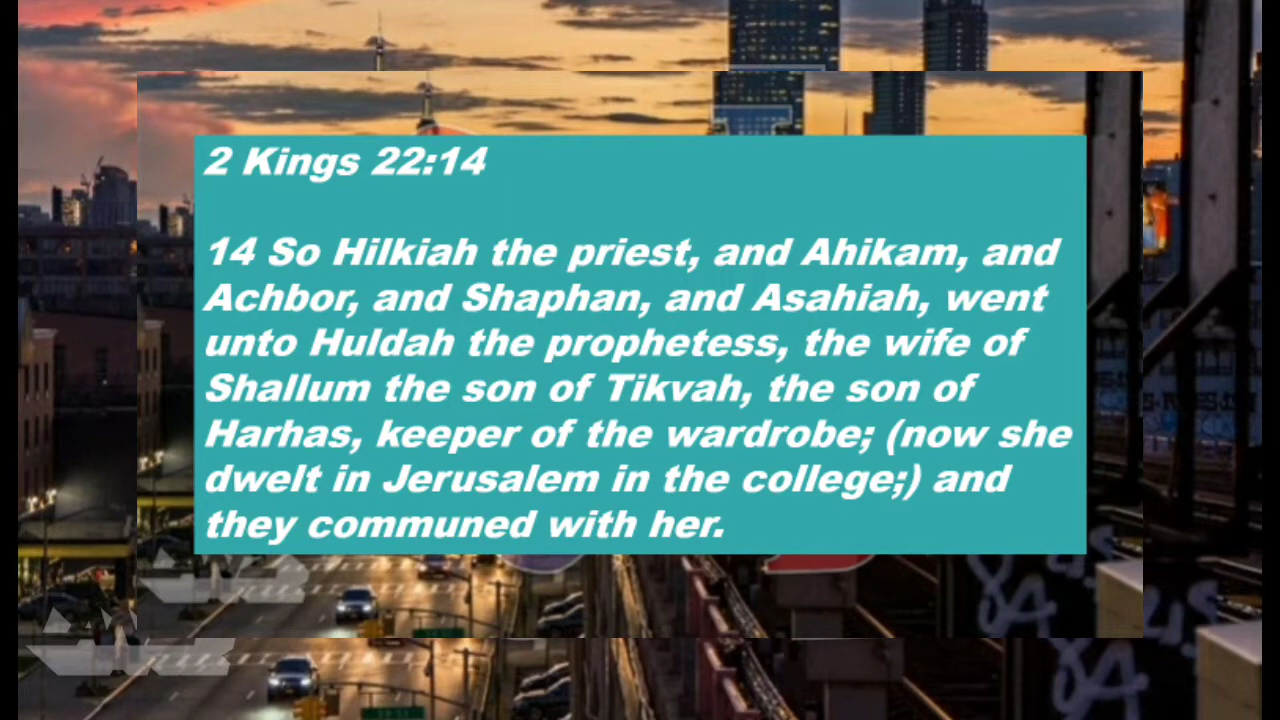 2 Kings 22:14
14 So Hilkiah the priest, and Ahikam, and
Achbor, and Shaphan, and Asahiah, went
unto Huldah the prophetess, the wife of
Shallum the son of Tikvah, the son of
Harhas, keeper of the wardrobe; (now she
dwelt in Jerusalem in the college;) and
they communed with her.